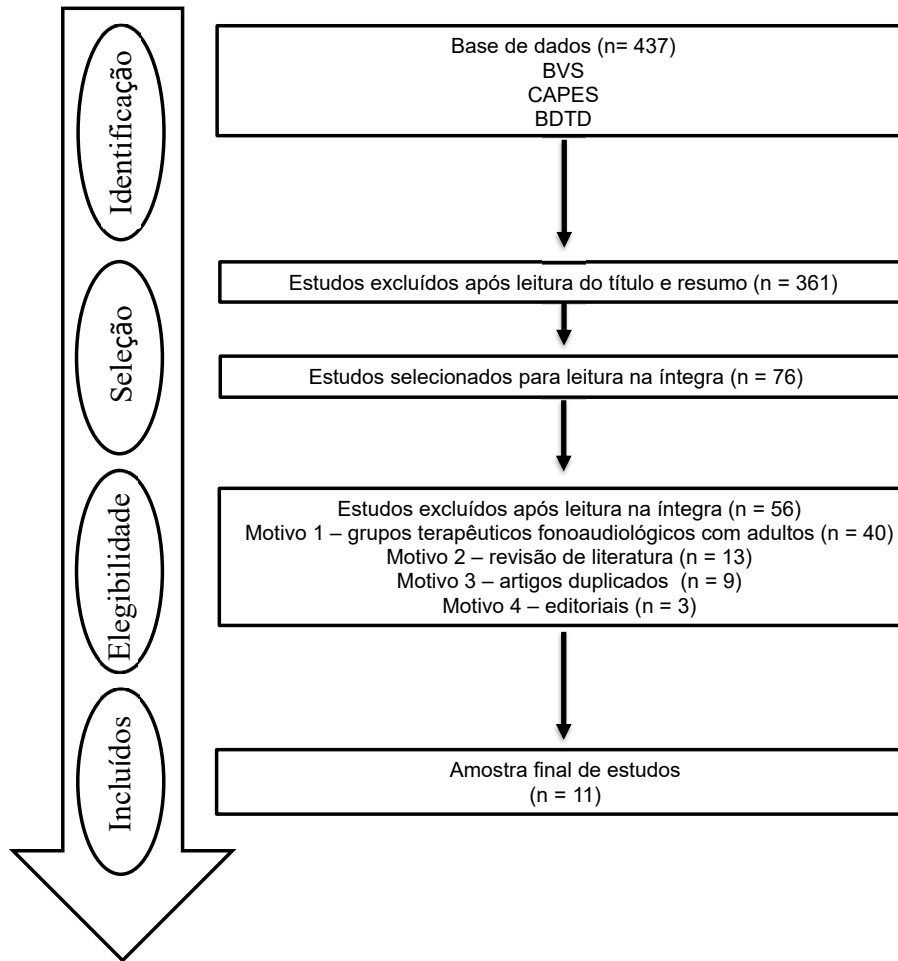 Identificação
Base de dados (n= 437)
BVS
CAPES
BDTD
Seleção
Estudos excluídos após leitura do título e resumo (n = 361)
Estudos selecionados para leitura na íntegra (n = 76)
Elegibilidade
Estudos excluídos após leitura na íntegra (n = 56)
Motivo 1 – grupos terapêuticos fonoaudiológicos com adultos (n = 40)
Motivo 2 – revisão de literatura (n = 13)
Motivo 3 – artigos duplicados (n = 9)
Motivo 4 – editoriais (n = 3)
Incluídos
Amostra final de estudos
(n = 11)